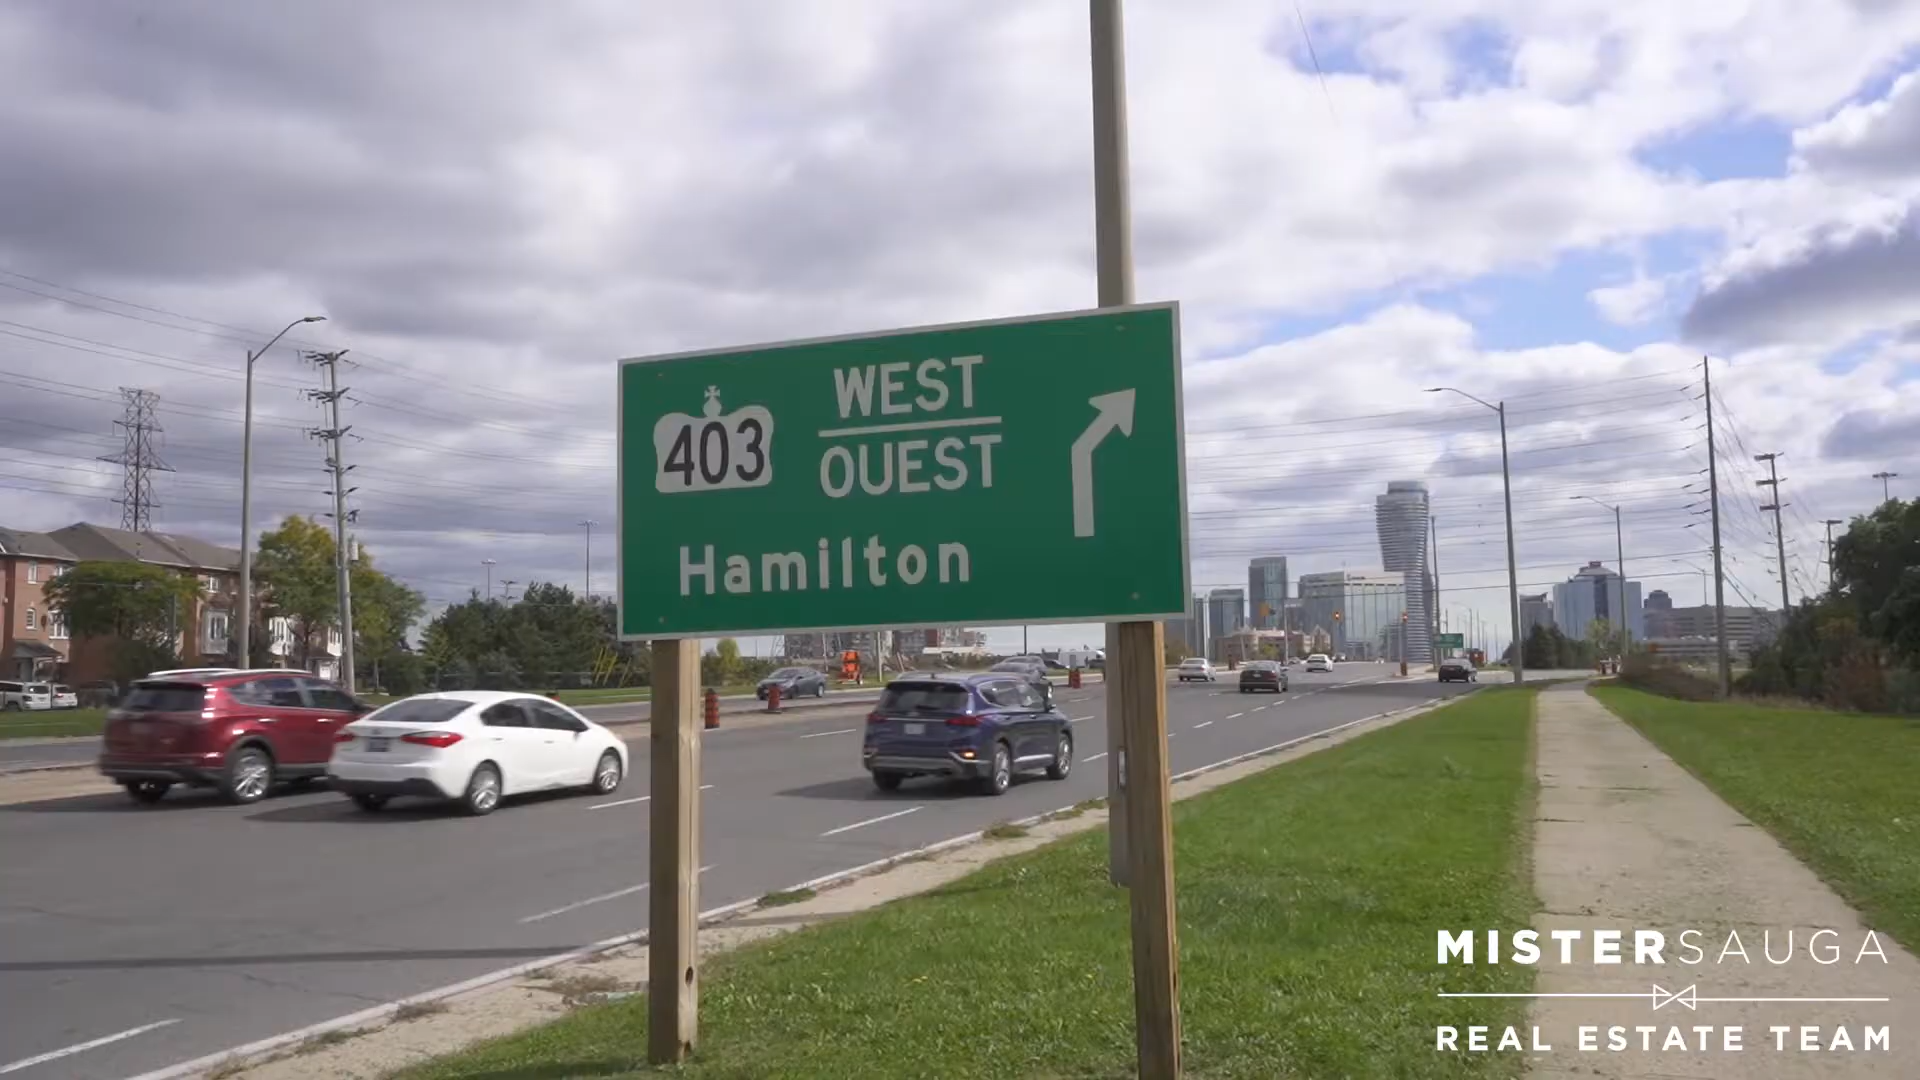 403
WEST
OUEST
Hamilton
MISTERSAUGA
REAL ESTATE TEAM